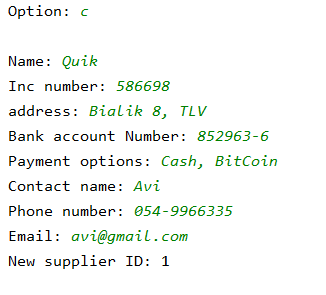 Option: c
Name: Quik
Inc number: 586698
address: Bialik 8, TLV
Bank account Number: 852963-6
Payment options: Cash, BitCoin
Contact name: Avi
Phone number: 054-9966335
Email: avi@gmail.com
New supplier ID: 1